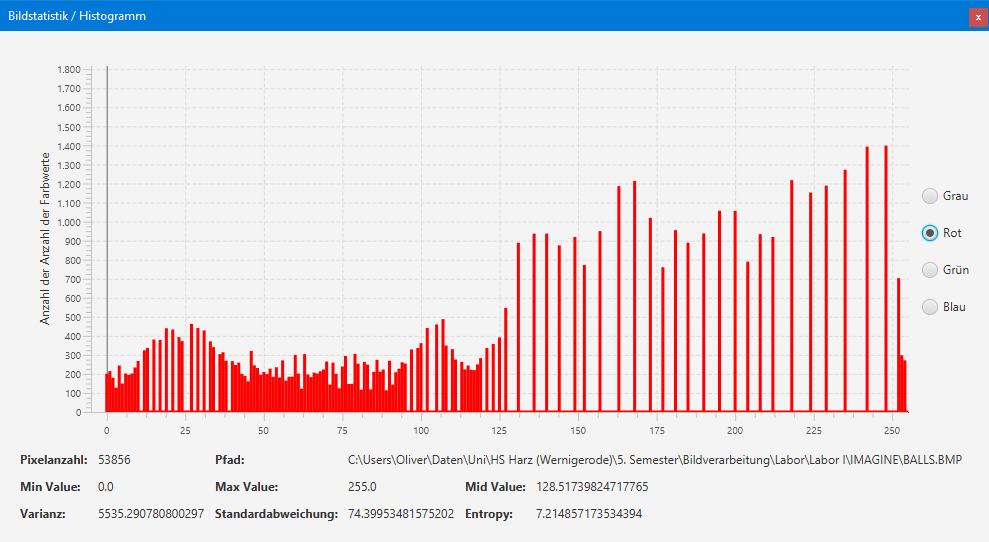 Bildstatistik / Histogramm
x
1.800
1.700
1.600
1.500
1.400
1.300
1.200
1.100
1.000
900
800
700
600
500
400
300
200
100
0
Anzahl der Anzahl der Farbwerte
0 25 50 75 100 125 150 175 200 225 250
Grau
Rot
Grün
Blau
Pixelanzahl: 53856 Pfad: C:\Users\Oliver\Daten\Uni\HS Harz (Wernigerode)\5. Semester\Bildverarbeitung\Labor\Labor I\IMAGINE\BALLS.BMP
Min Value: 0.0 Max Value: 255.0 Mid Value: 128.51739824717765
Varianz: 5535.290780800297 Standardabweichung: 74.39953481575202 Entropy: 7.214857173534394